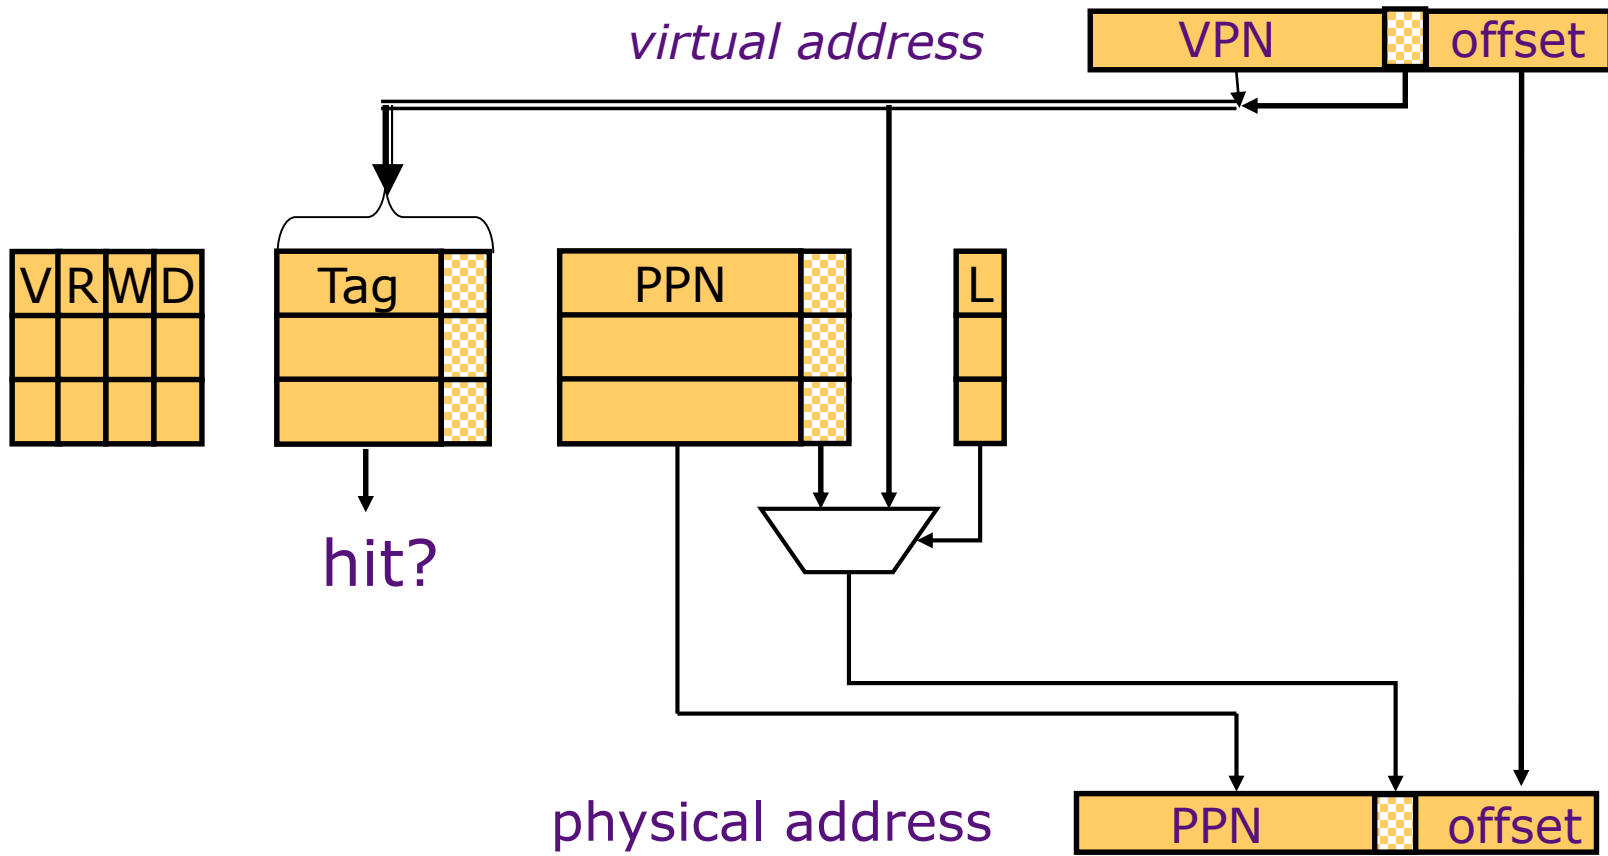 virtual address VPN offset
V R W D Tag PPN L
hit?
physical address PPN offset